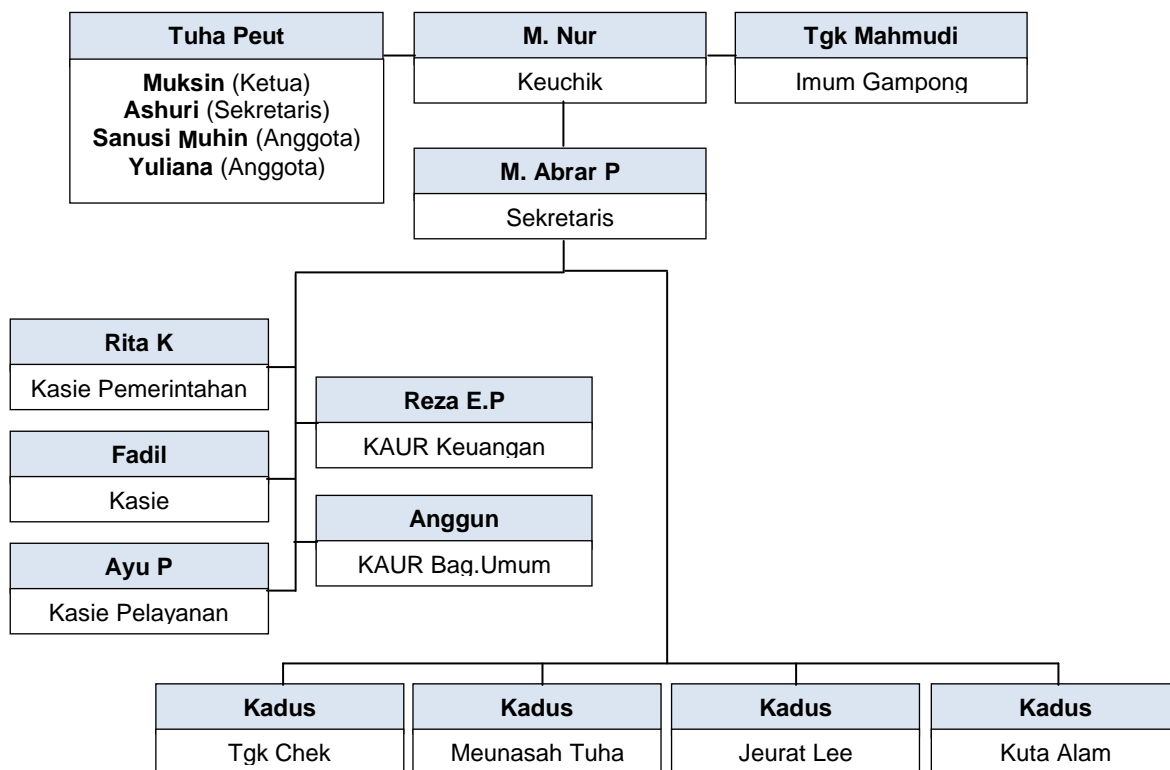 Tuha Peut
Muksin (Ketua)
Ashuri (Sekretaris)
Sanusi Muhin (Anggota)
Yuliana (Anggota)
M. Nur
Keuchik
Tgk Mahmudi
Imum Gampong
M. Abrar P
Sekretaris
Rita K
Kasie Pemerintahan
Fadil
Kasie
Ayu P
Kasie Pelayanan
Reza E.P
KAUR Keuangan
Anggun
KAUR Bag.Umum
Kadus
Tgk Chek
Kadus
Meunasah Tuha
Kadus
Jeurat Lee
Kadus
Kuta Alam